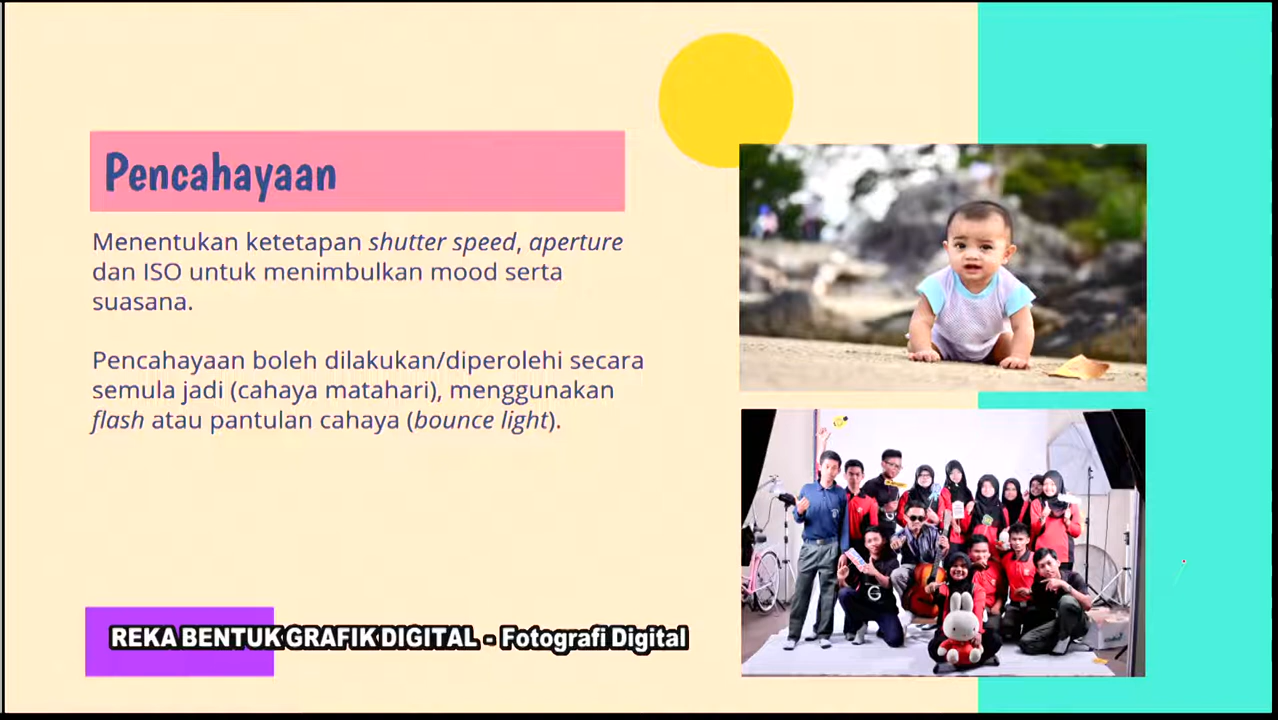 Pencahayaan
Menentukan ketetapan shutter speed, aperture
dan ISO untuk menimbulkan mood serta
suasana.
Pencahayaan boleh dilakukan/diperolehi secara
semula jadi (cahaya matahari), menggunakan
flash atau pantulan cahaya (bounce light).
REKA BENTUK GRAFIK DIGITAL - Fotografi Digital